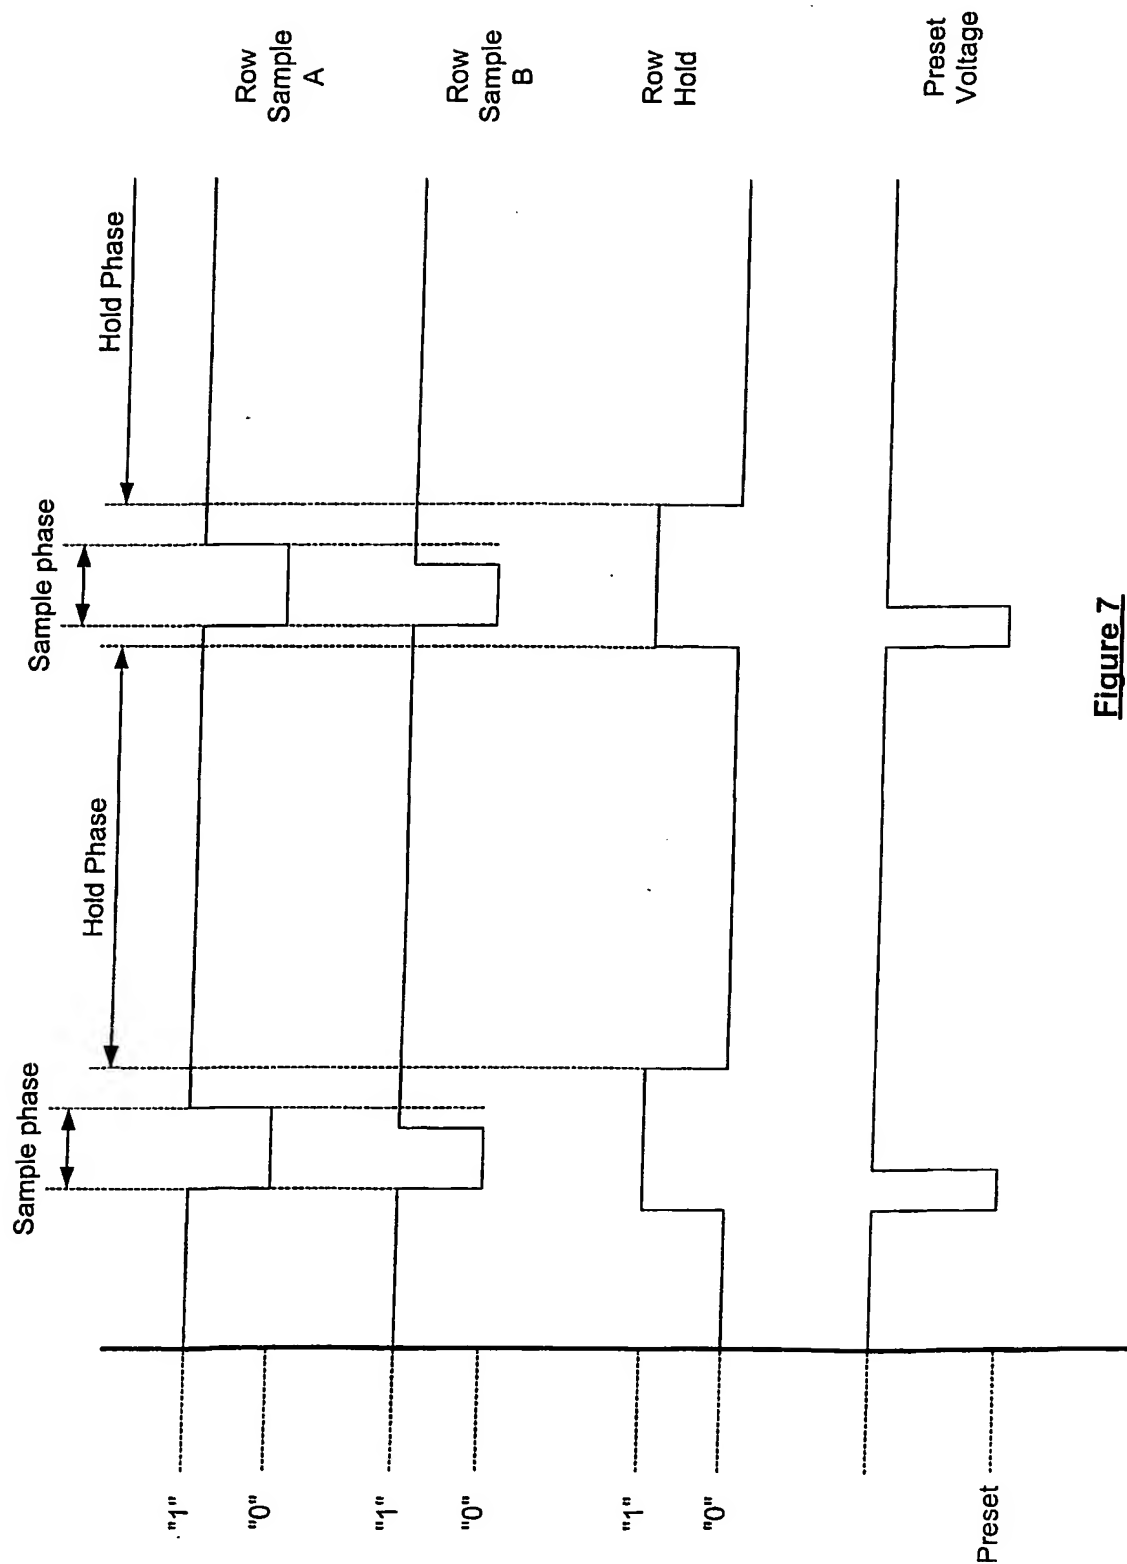 Sample phase
Hold Phase
Sample phase
Hold Phase
"1"
"0"
Row
Sample
A
"1"
"0"
Row
Sample
B
"1"
"0"
Row
Hold
Preset
Preset
Voltage
Figure 7